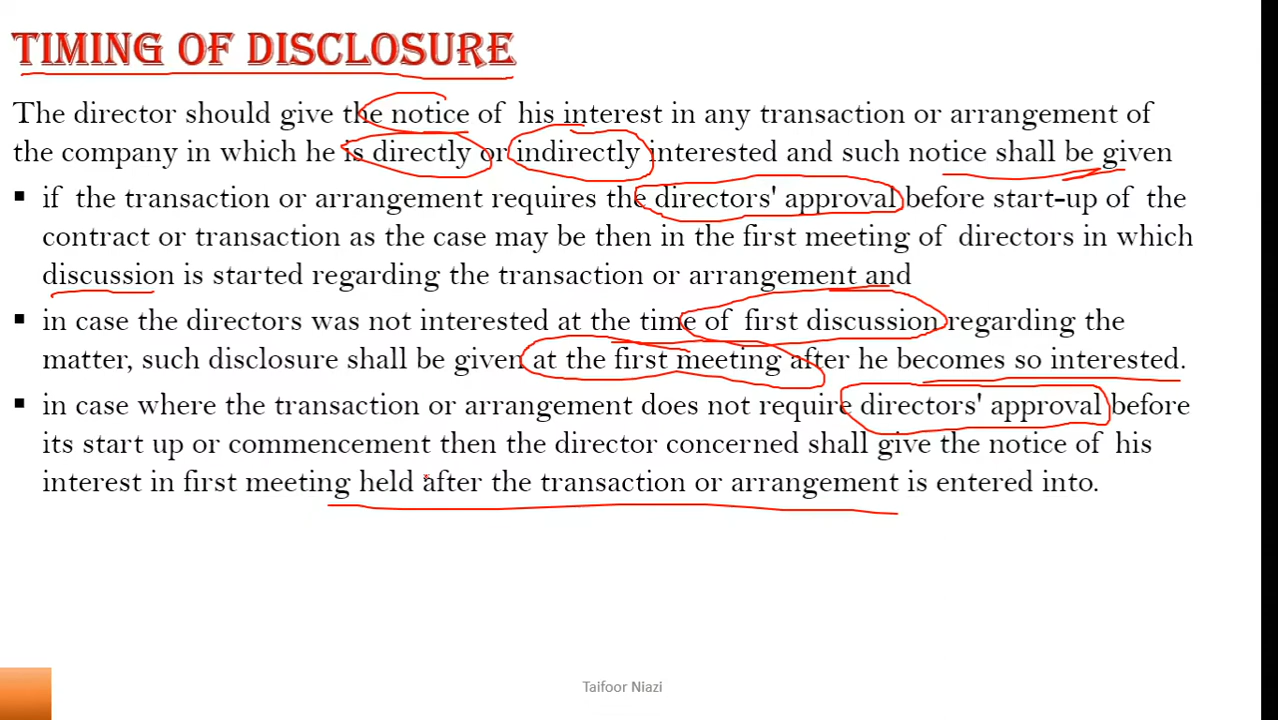 TIMING OF DISCLOSURE
The director should give the notice of his interest in any transaction or arrangement of
the company in which he is directly or indirectly interested and such notice shall be given
▪ if the transaction or arrangement requires the directors' approval before start-up of the
contract or transaction as the case may be then in the first meeting of directors in which
discussion is started regarding the transaction or arrangement and
▪ in case the directors was not interested at the time of first discussion regarding the
matter, such disclosure shall be given at the first meeting after he becomes so interested.
▪ in case where the transaction or arrangement does not require directors' approval before
its start up or commencement then the director concerned shall give the notice of his
interest in first meeting held after the transaction or arrangement is entered into.
Taifoor Niazi